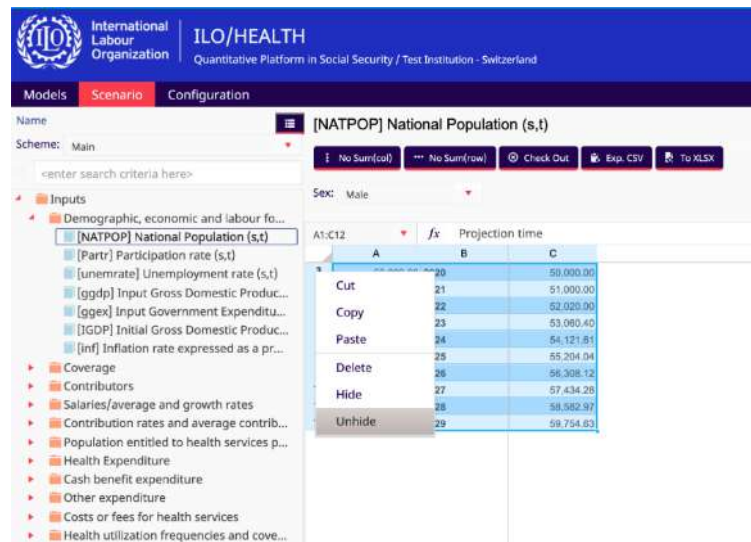 International
Labour
Organization
ILO/HEALTH
Quantitative Platform in Social Security / Test Institution - Switzerland
Models Scenario Configuration
Name
Scheme: Main
<enter search criteria here>
Inputs
Demographic, economic and labour fo...
[NATPOP] National Population (s,t)
[Partr] Participation rate (s,t)
[unemrate] Unemployment rate (s,t)
[ggdp] Input Gross Domestic Produc...
[ggex] Input Government Expenditu...
[IGDP] Initial Gross Domestic Produc...
[inf] Inflation rate expressed as a pr...
Coverage
Contributors
Salaries/average and growth rates
Contribution rates and average contrib...
Population entitled to health services p...
Health Expenditure
Cash benefit expenditure
Other expenditure
Costs or fees for health services
Health utilization frequencies and cove...
[NATPOP] National Population (s,t)
No Sum(col) No Sum(row) Check Out Exp. CSV To XLSX
Sex: Male
A1:C12 fx Projection time
A B C
2020 50,000.00
21 51,000.00
22 52,020.00
23 53,060.40
24 54,121.61
25 55,204.04
26 56,308.12
27 57,434.28
28 58,582.97
29 59,754.63
Cut
Copy
Paste
Delete
Hide
Unhide